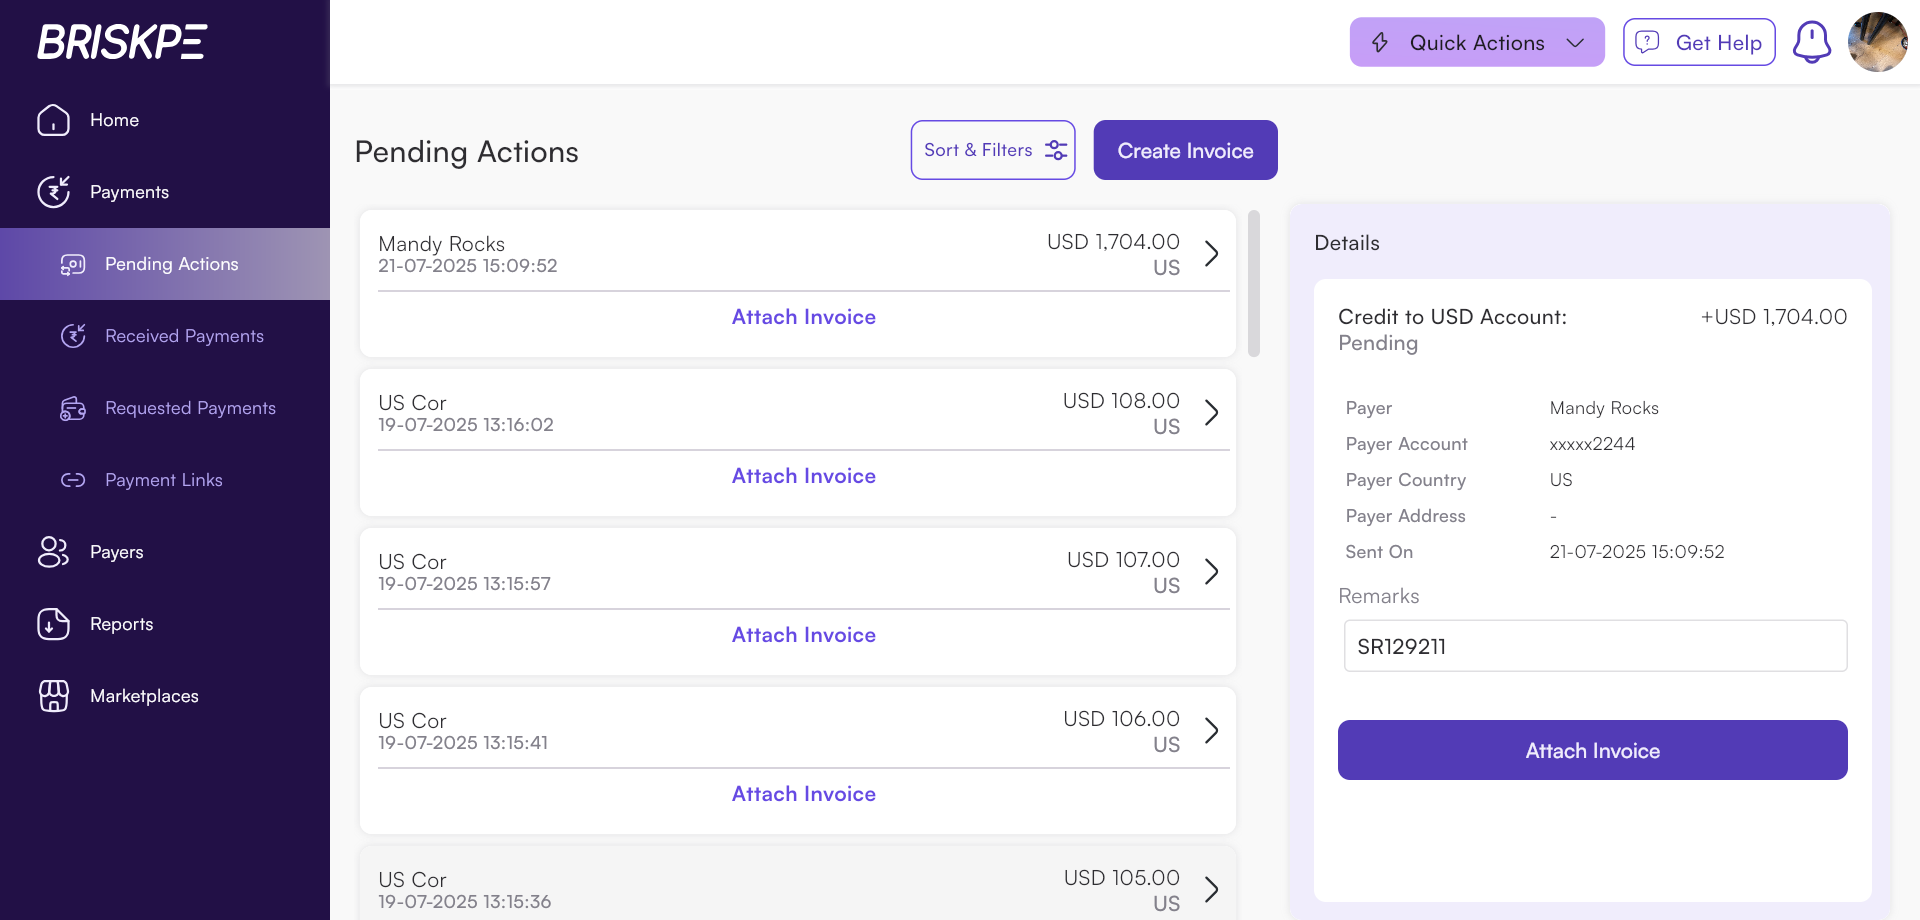 BRISKPE
Quick Actions
Get Help
Home
Payments
Pending Actions
Received Payments
Requested Payments
Payment Links
Payers
Reports
Marketplaces
Pending Actions
Sort & Filters
Create Invoice
Mandy Rocks
USD 1,704.00
21-07-2025 15:09:52
US
Attach Invoice
US Cor
USD 108.00
19-07-2025 13:16:02
US
Attach Invoice
US Cor
USD 107.00
19-07-2025 13:15:57
US
Attach Invoice
US Cor
USD 106.00
19-07-2025 13:15:41
US
Attach Invoice
US Cor
USD 105.00
19-07-2025 13:15:36
US
Details
Credit to USD Account: +USD 1,704.00
Pending
Payer Mandy Rocks
Payer Account xxxxx2244
Payer Country US
Payer Address -
Sent On 21-07-2025 15:09:52
Remarks
SR129211
Attach Invoice